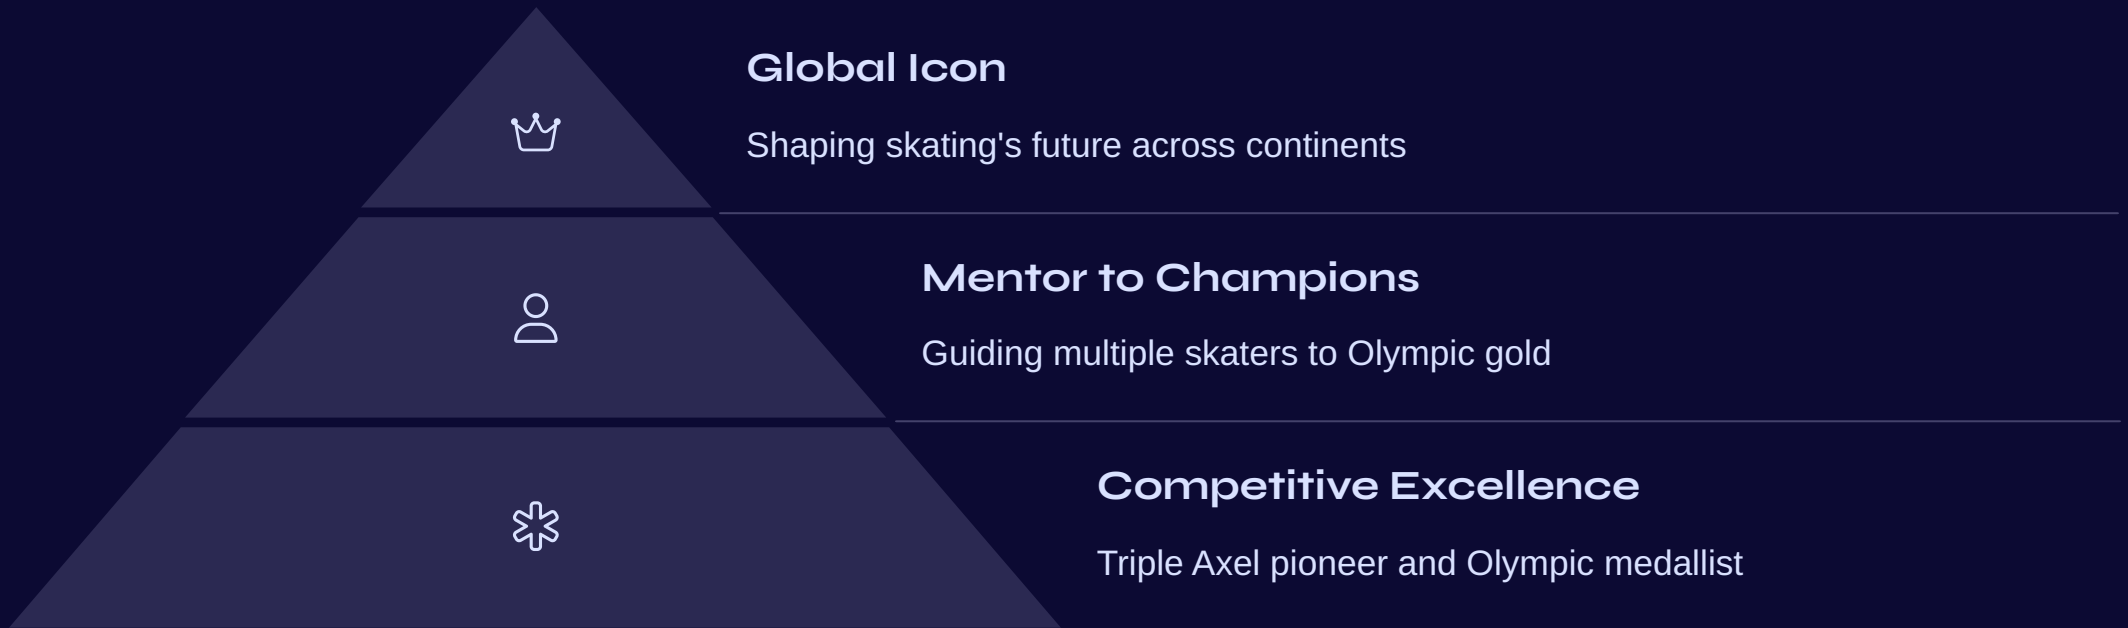 Global Icon
Shaping skating's future across continents
Mentor to Champions
Guiding multiple skaters to Olympic gold
Competitive Excellence
Triple Axel pioneer and Olympic medallist